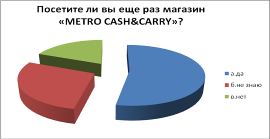 Посетите ли вы еще раз магазин
«METRO CASH&CARRY»?
а.да
б.не знаю
в.нет